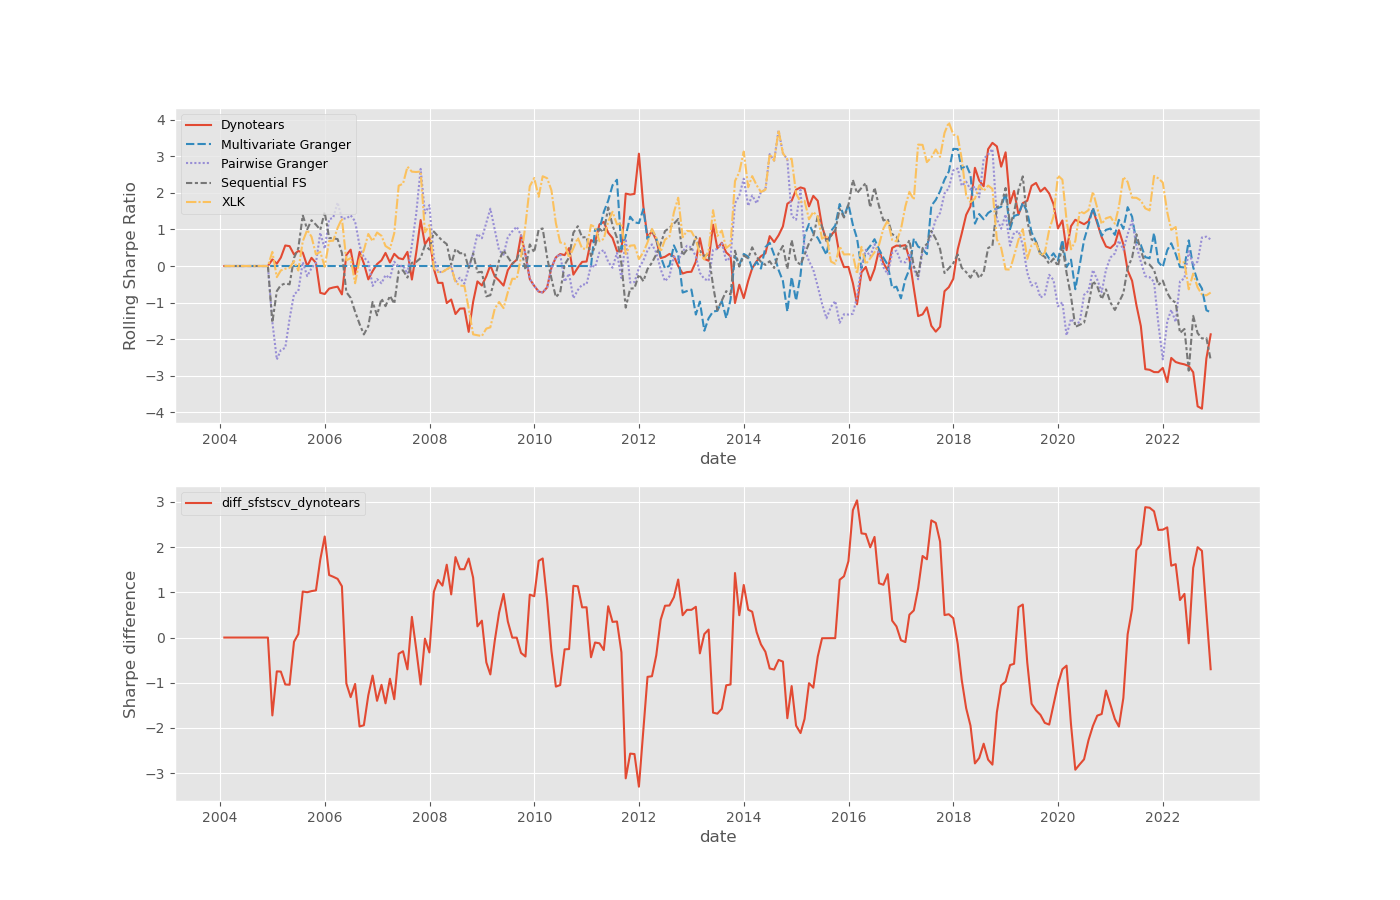 4
3
2
1
0
−1
−2
−3
−4
Rolling Sharpe Ratio
Dynotears
Multivariate Granger
Pairwise Granger
Sequential FS
XLK
2004 2006 2008 2010 2012 2014 2016 2018 2020 2022
date
3
2
1
0
−1
−2
−3
Sharpe difference
diff_sfstscv_dynotears
2004 2006 2008 2010 2012 2014 2016 2018 2020 2022
date